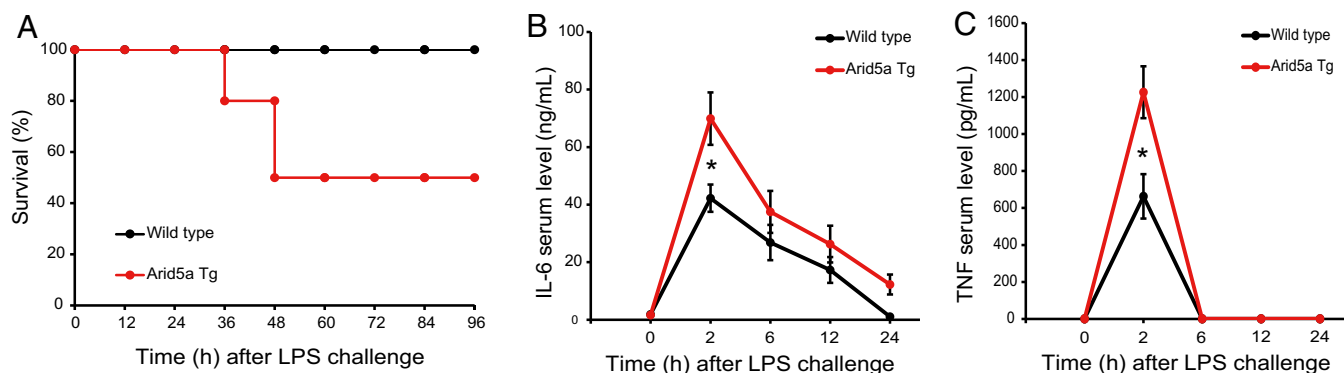 A
Survival (%)
100
80
60
40
20
0
Wild type
Arid5a Tg
0 12 24 36 48 60 72 84 96
Time (h) after LPS challenge
B
IL-6 serum level (ng/mL)
100
80
60
40
20
0
Wild type
Arid5a Tg
*
0 2 6 12 24
Time (h) after LPS challenge
C
TNF serum level (pg/mL)
1600
1400
1200
1000
800
600
400
200
0
Wild type
Arid5a Tg
*
0 2 6 12 24
Time (h) after LPS challenge